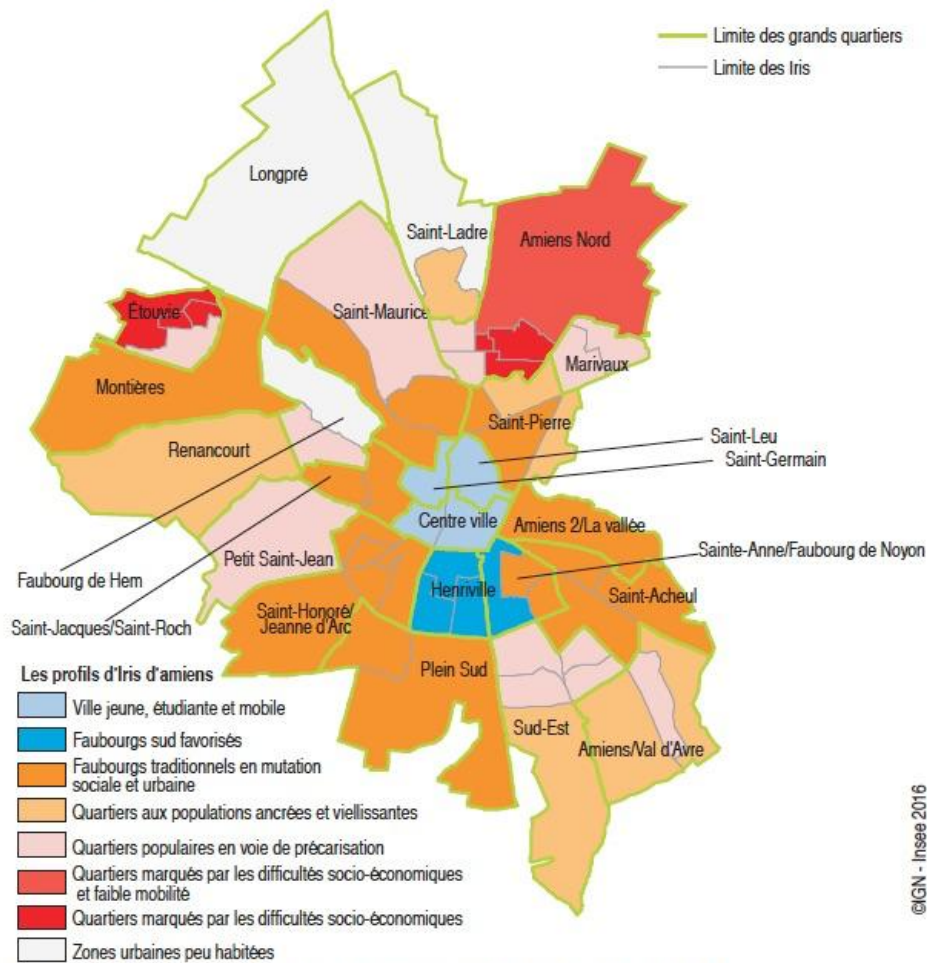 Limite des grands quartiers
Limite des Iris
Longpré
Saint-Ladre
Amiens Nord
Étouvie
Saint-Maurice
Marivaux
Montières
Saint-Pierre
Renancourt
Saint-Leu
Saint-Germain
Centre ville
Amiens 2/La vallée
Sainte-Anne/Faubourg de Noyon
Petit Saint-Jean
Faubourg de Hem
Henriville
Saint-Acheul
Saint-Honoré/
Jeanne d'Arc
Saint-Jacques/Saint-Roch
Plein Sud
Sud-Est
Amiens/Val d'Avre
Les profils d'Iris d'amiens
Ville jeune, étudiante et mobile
Faubourgs sud favorisés
Faubourgs traditionnels en mutation
sociale et urbaine
Quartiers aux populations ancrées et viellissantes
Quartiers populaires en voie de précarisation
Quartiers marqués par les difficultés socio-économiques
et faible mobilité
Quartiers marqués par les difficultés socio-économiques
Zones urbaines peu habitées
©IGN - Insee 2016